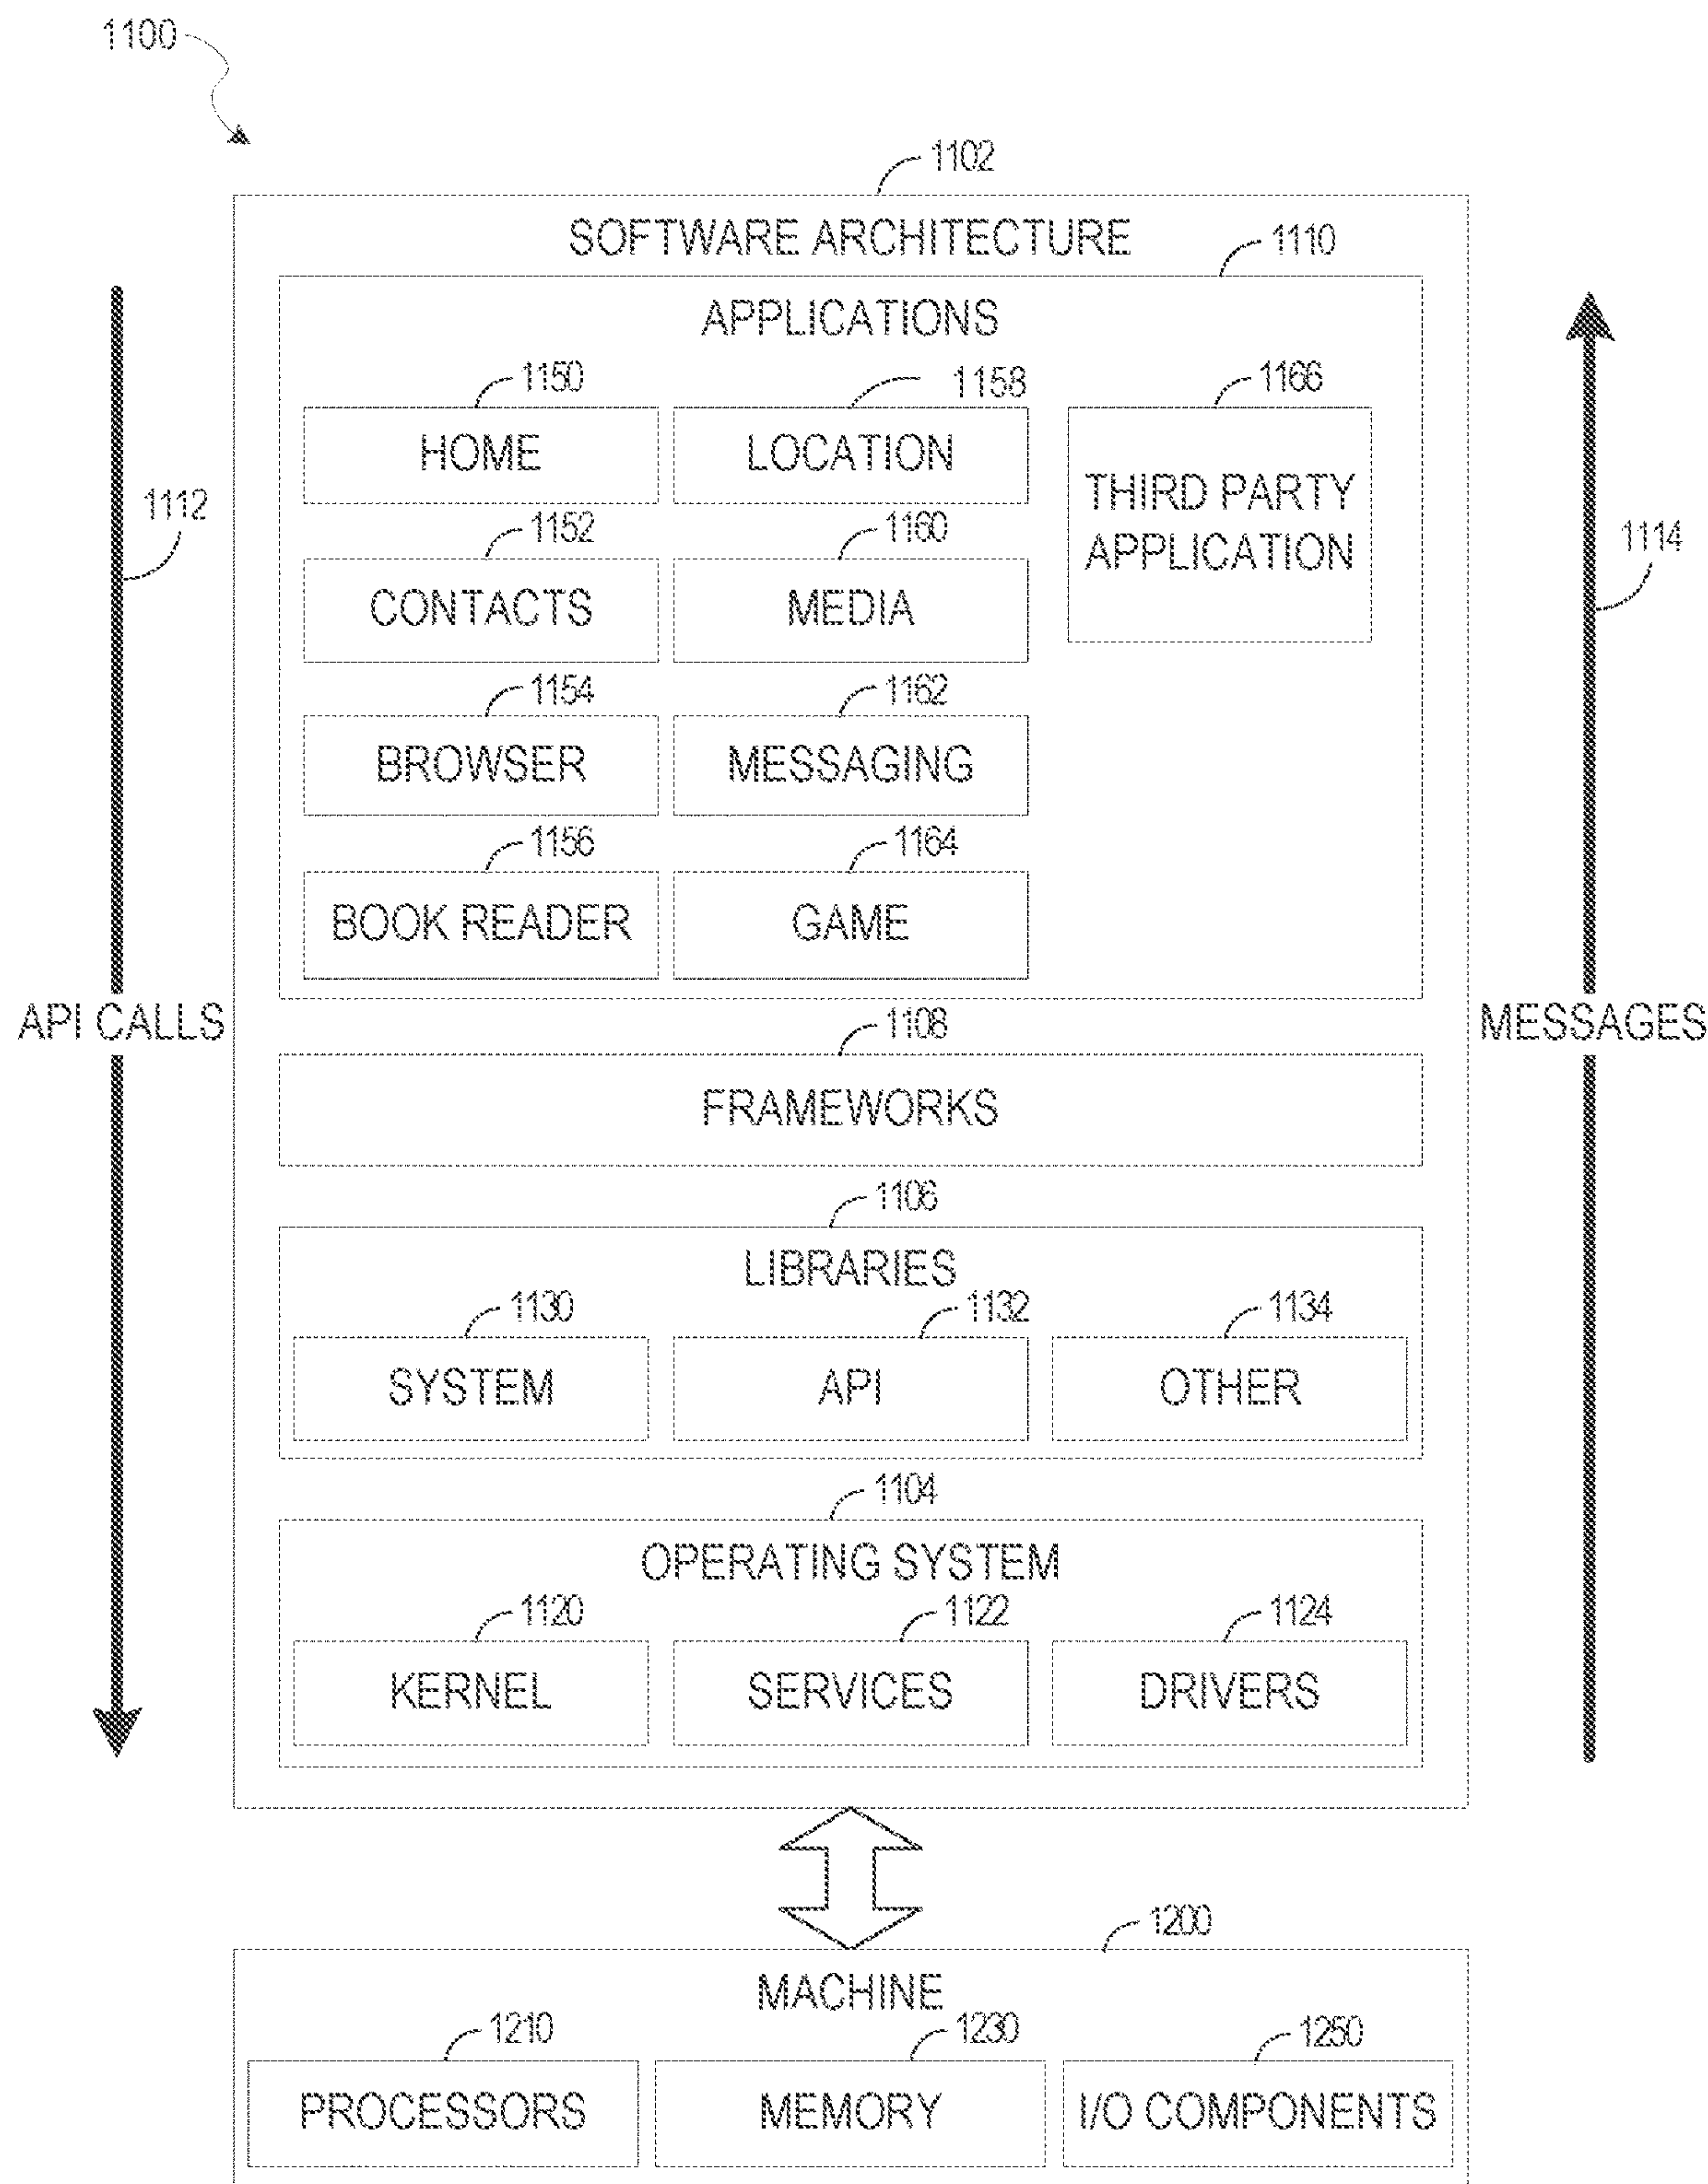 1100
1102
SOFTWARE ARCHITECTURE
1110
APPLICATIONS
1150
1158
1166
HOME
LOCATION
THIRD PARTY
APPLICATION
1112
1114
1152
1160
CONTACTS
MEDIA
1154
1162
BROWSER
MESSAGING
1156
1164
BOOK READER
GAME
API CALLS
MESSAGES
1108
FRAMEWORKS
1106
LIBRARIES
1130
1132
1134
SYSTEM
API
OTHER
1104
OPERATING SYSTEM
1120
1122
1124
KERNEL
SERVICES
DRIVERS
1200
MACHINE
1210
1230
1250
PROCESSORS
MEMORY
I/O COMPONENTS